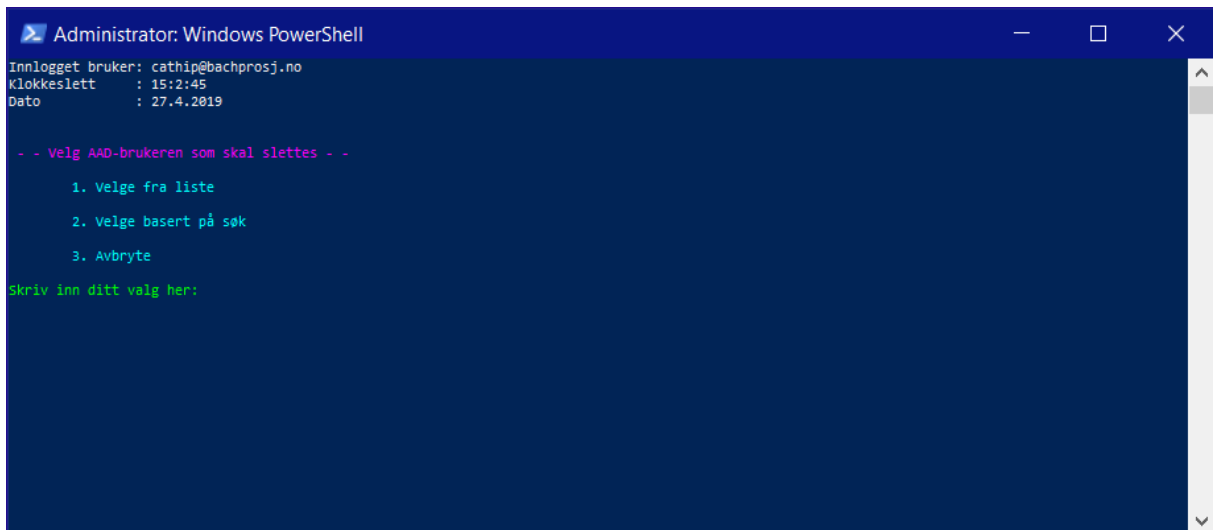 Administrator: Windows PowerShell
Innlogget bruker: cathip@bachprosj.no
Klokkeslett : 15:2:45
Dato : 27.4.2019
- - Velg AAD-brukeren som skal slettes - -
1. Velge fra liste
2. Velge basert på søk
3. Avbryte
Skriv inn ditt valg her: